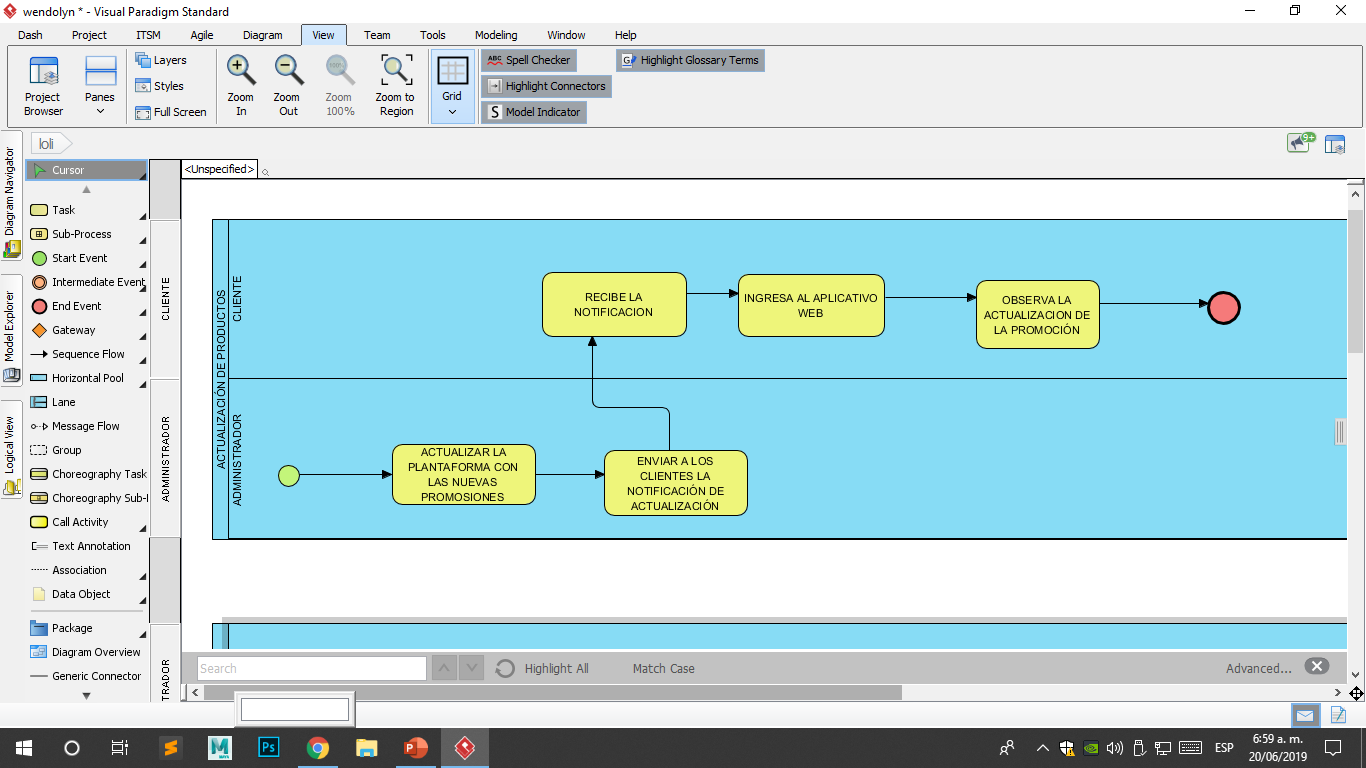 wendolyn * - Visual Paradigm Standard
Dash Project ITSM Agile Diagram View Team Tools Modeling Window Help
Project
Browser
Panes
Layers
Styles
Full Screen
Zoom
In
Zoom
Out
Zoom
100%
Zoom to
Region
Grid
ABC Spell Checker
Highlight Connectors
S Model Indicator
G Highlight Glossary Terms
loli
9+
Diagram Navigator
Model Explorer
Logical View
Cursor
Task
Sub-Process
Start Event
Intermediate Event
End Event
Gateway
Sequence Flow
Horizontal Pool
Lane
Message Flow
Group
Choreography Task
Choreography Sub-
Call Activity
Text Annotation
Association
Data Object
Package
Diagram Overview
Generic Connector
CLIENTE
ADMINISTRADOR
TRADOR
<Unspecified>
ACTUALIZACIÓN DE PRODUCTOS
CLIENTE
RECIBE LA
NOTIFICACION
INGRESA AL APLICATIVO
WEB
OBSERVA LA
ACTUALIZACION DE
LA PROMOCIÓN
ADMINISTRADOR
ACTUALIZAR LA
PLANTAFORMA CON
LAS NUEVAS
PROMOSIONES
ENVIAR A LOS
CLIENTES LA
NOTIFICACIÓN DE
ACTUALIZACIÓN
Search
Highlight All
Match Case
Advanced...
M
Ps
P
ESP
6:59 a. m.
20/06/2019